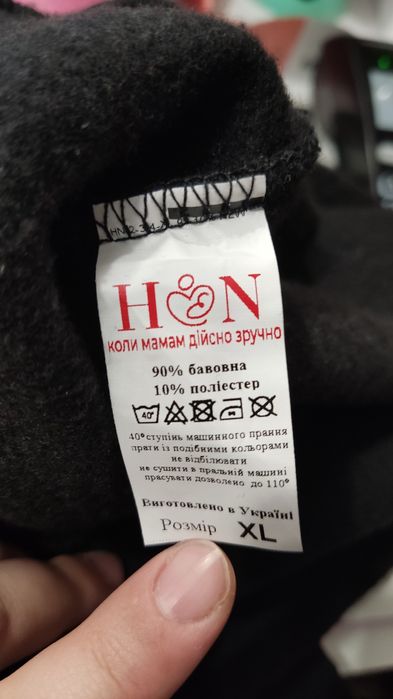 H N
коли мамам дійсно зручно
90% бавовна
10% поліестер
40°
40° ступінь машинного прання
прати із подібними кольорами
не відбілювати
не сушити в пральній машині
прасувати дозволено до 110°
Виготовлено в Україні
Розмір XL